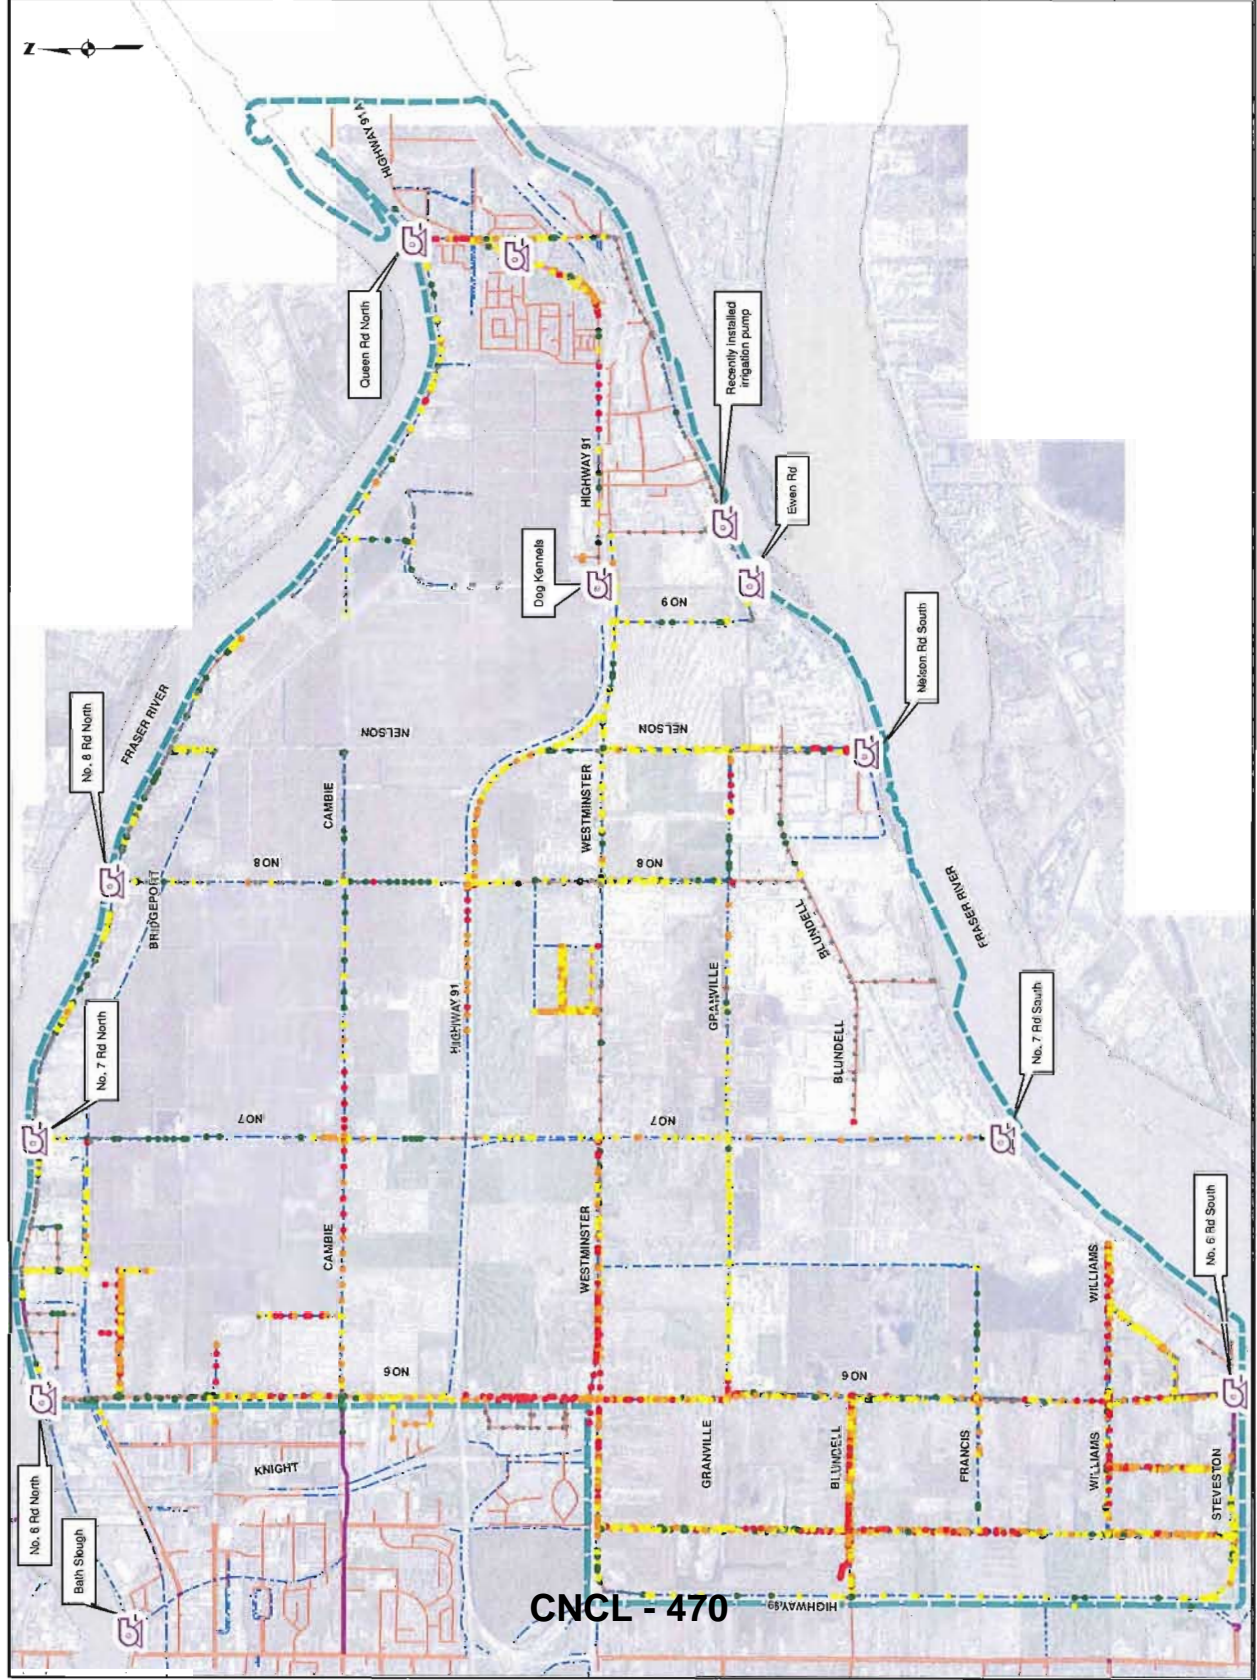 Z
HIGHWAY 91A
Queen Rd North
Recently installed
irrigation pump
HIGHWAY 91
Ewen Rd
Dog Kennels
NO 9
Nelson Rd South
No. 8 Rd North
FRASER RIVER
NELSON
NELSON
CAMBIE
WESTMINSTER
NO 8
NO 8
BRIDGEPORT
BLUNDELL
FRASER RIVER
GRANVILLE
HIGHWAY 91
No. 7 Rd North
BLUNDELL
No. 7 Rd South
NO 7
NO 7
CAMBIE
WESTMINSTER
WILLIAMS
No. 6 Rd South
NO 6
NO 6
GRANVILLE
BLUNDELL
FRANCIS
WILLIAMS
STEVESTON
KNIGHT
No. 6 Rd North
Bath Slough
HIGHWAY 99
CNCL - 470